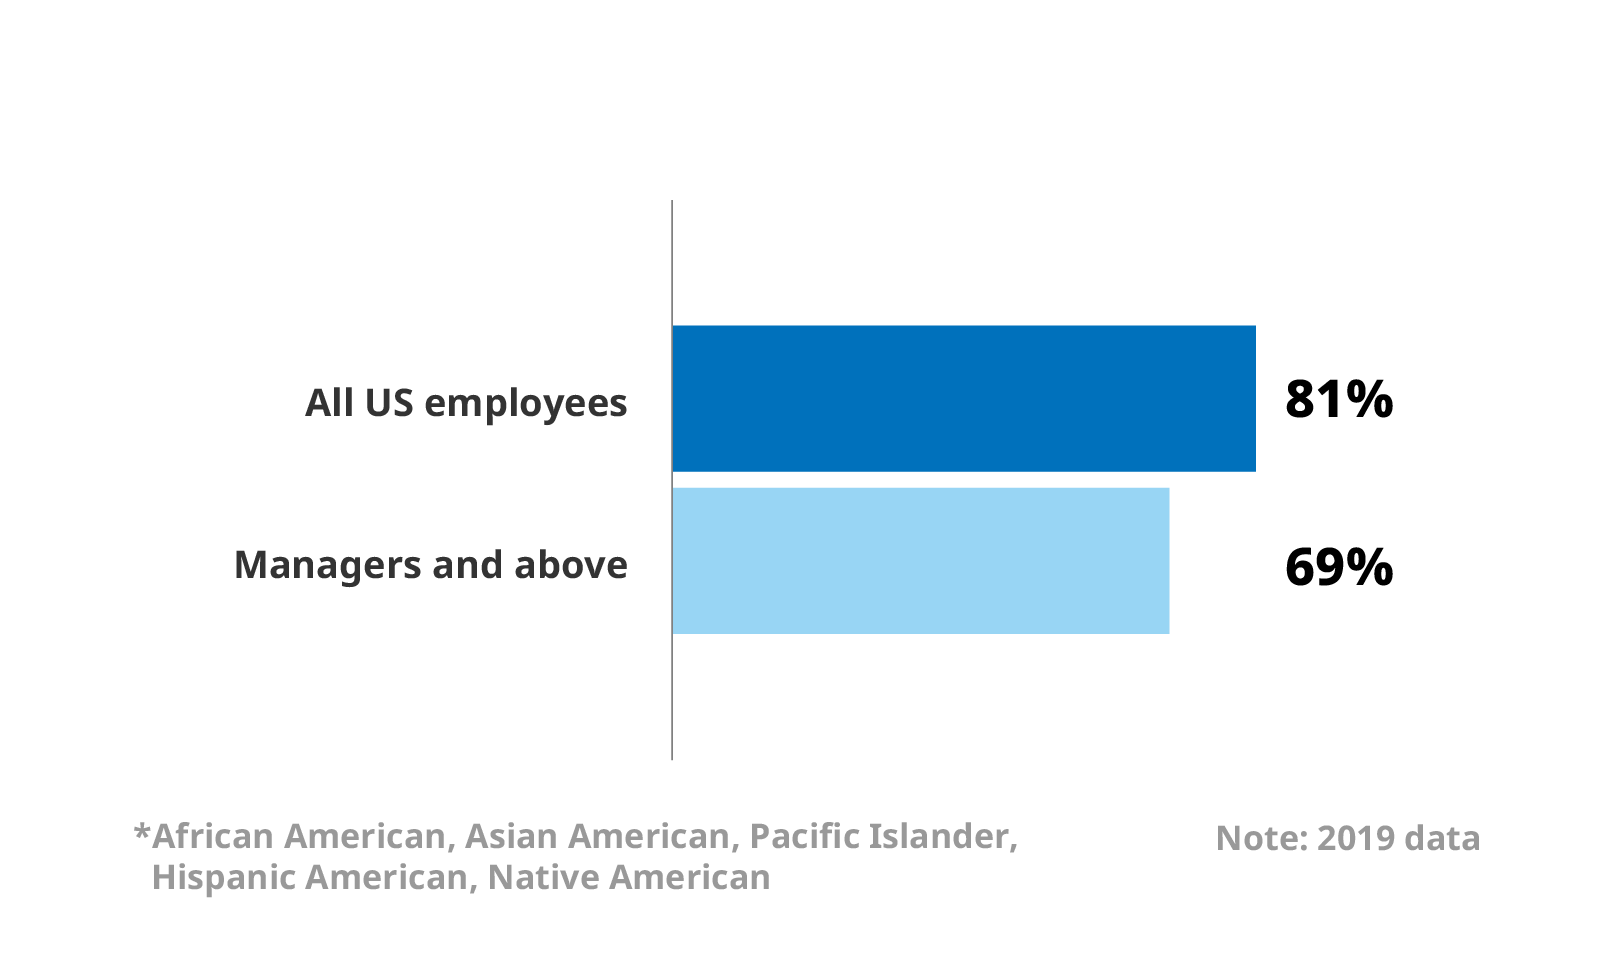 All US employees
81%
Managers and above
69%
*African American, Asian American, Pacific Islander,
Hispanic American, Native American
Note: 2019 data